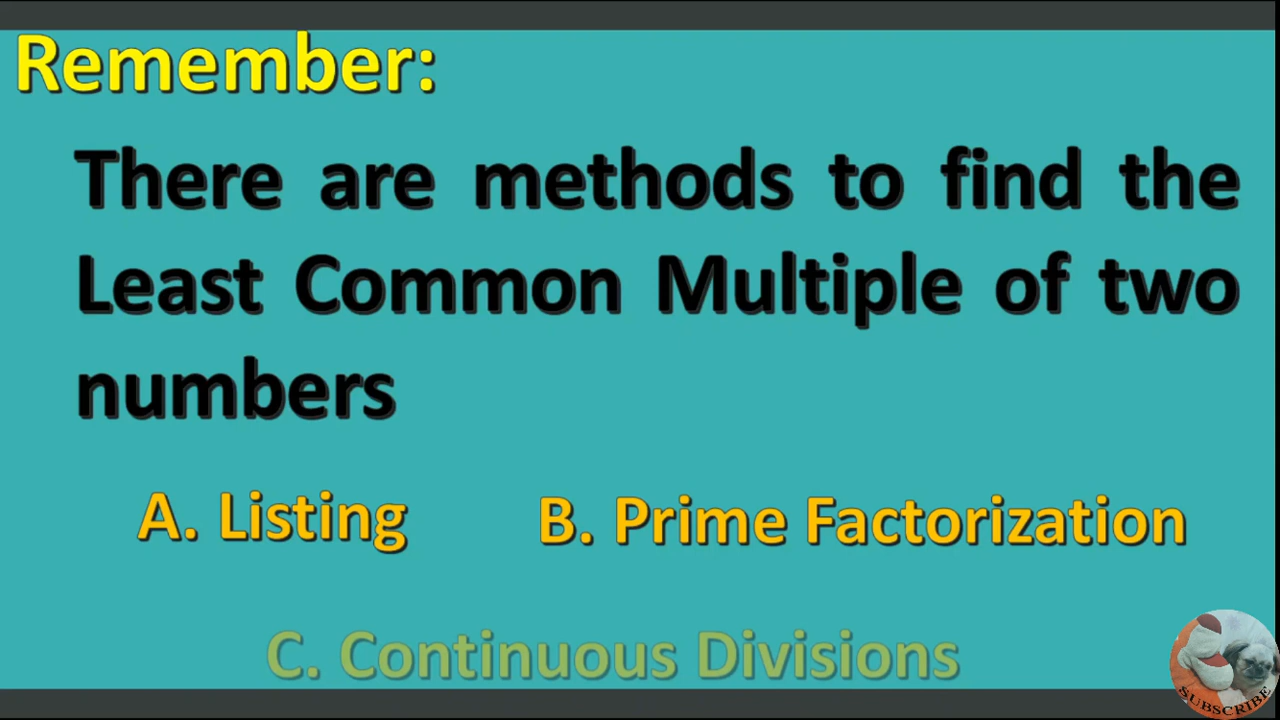 Remember:
There are methods to find the
Least Common Multiple of two
numbers
A. Listing B. Prime Factorization
C. Continuous Divisions
SUBSCRIBE